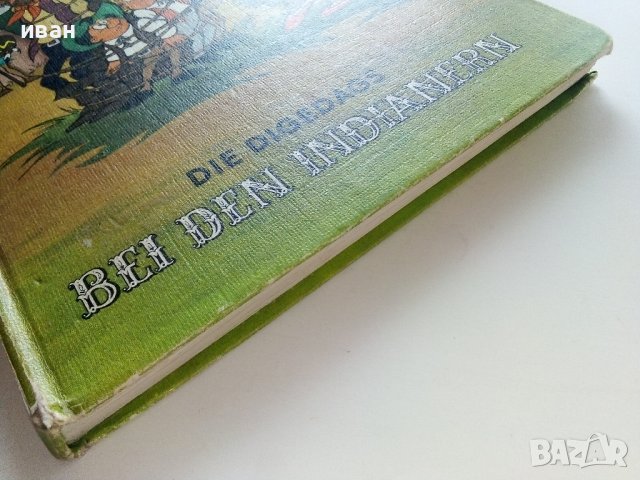 иван
DIE DIGEDAGS
BEI DEN INDIANERN
BAZAR